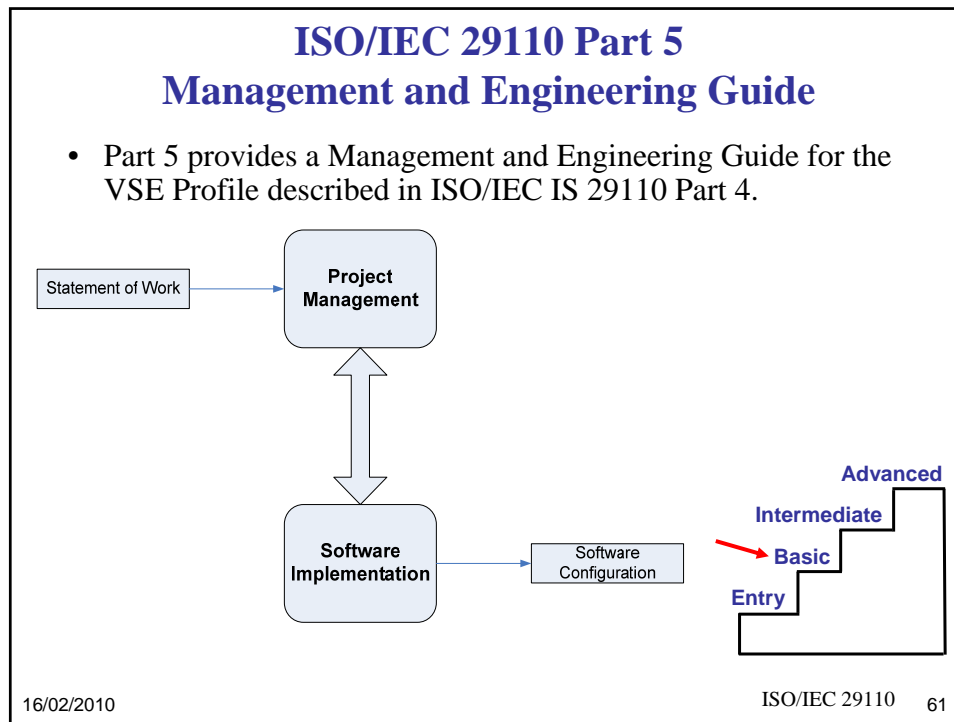 ISO/IEC 29110 Part 5
Management and Engineering Guide
• Part 5 provides a Management and Engineering Guide for the
VSE Profile described in ISO/IEC IS 29110 Part 4.
Statement of Work
Project
Management
Software
Implementation
Software
Configuration
Advanced
Intermediate
Basic
Entry
16/02/2010
ISO/IEC 29110
61